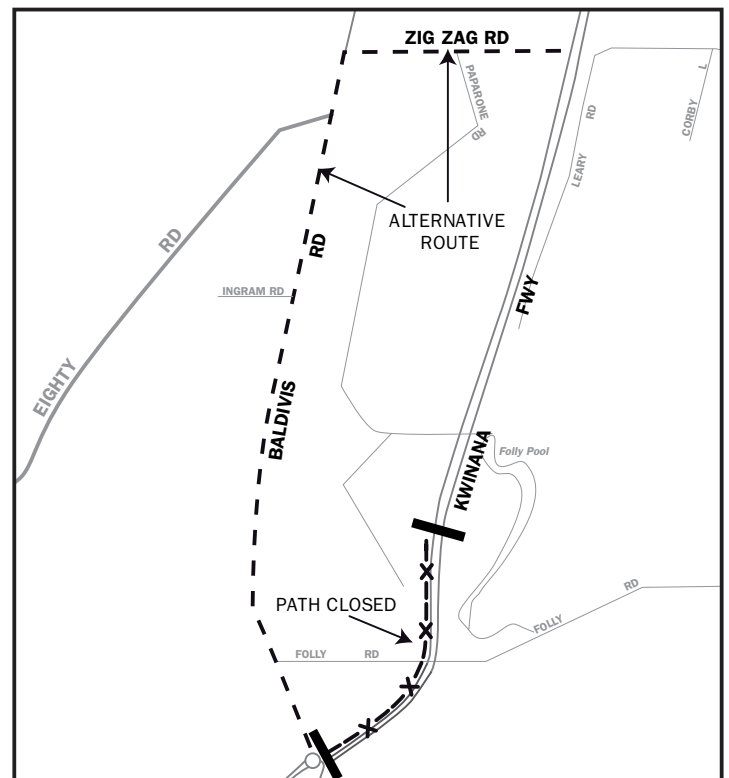 ZIG ZAG RD
PAPARONE
RD
L
CORBY
RD
LEARY
ALTERNATIVE
ROUTE
RD
RD
INGRAM RD
FWY
EIGHTY
BALDIVIS
KWINANA
Folly Pool
PATH CLOSED
RD
FOLLY
FOLLY RD